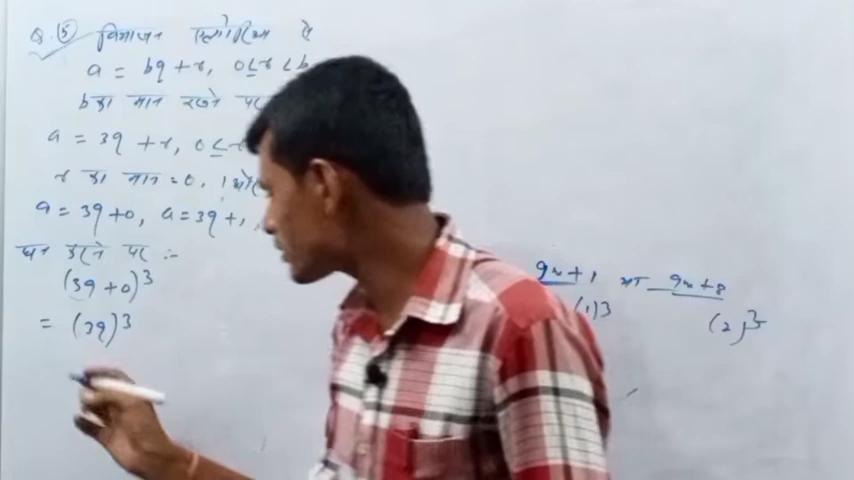 Q. (5) विभाजन एल्गोरिथ्म से
a = bq + r, 0 ≤ r < b
b का मान रखने पर
a = 3q + r, 0 ≤ r
r का मान = 0, 1 और
a = 3q + 0, a = 3q + 1,
घन करने पर :-
(3q + 0)³
= (3q)³
9m + 1 या 9m + 8
(1)³ (2)³